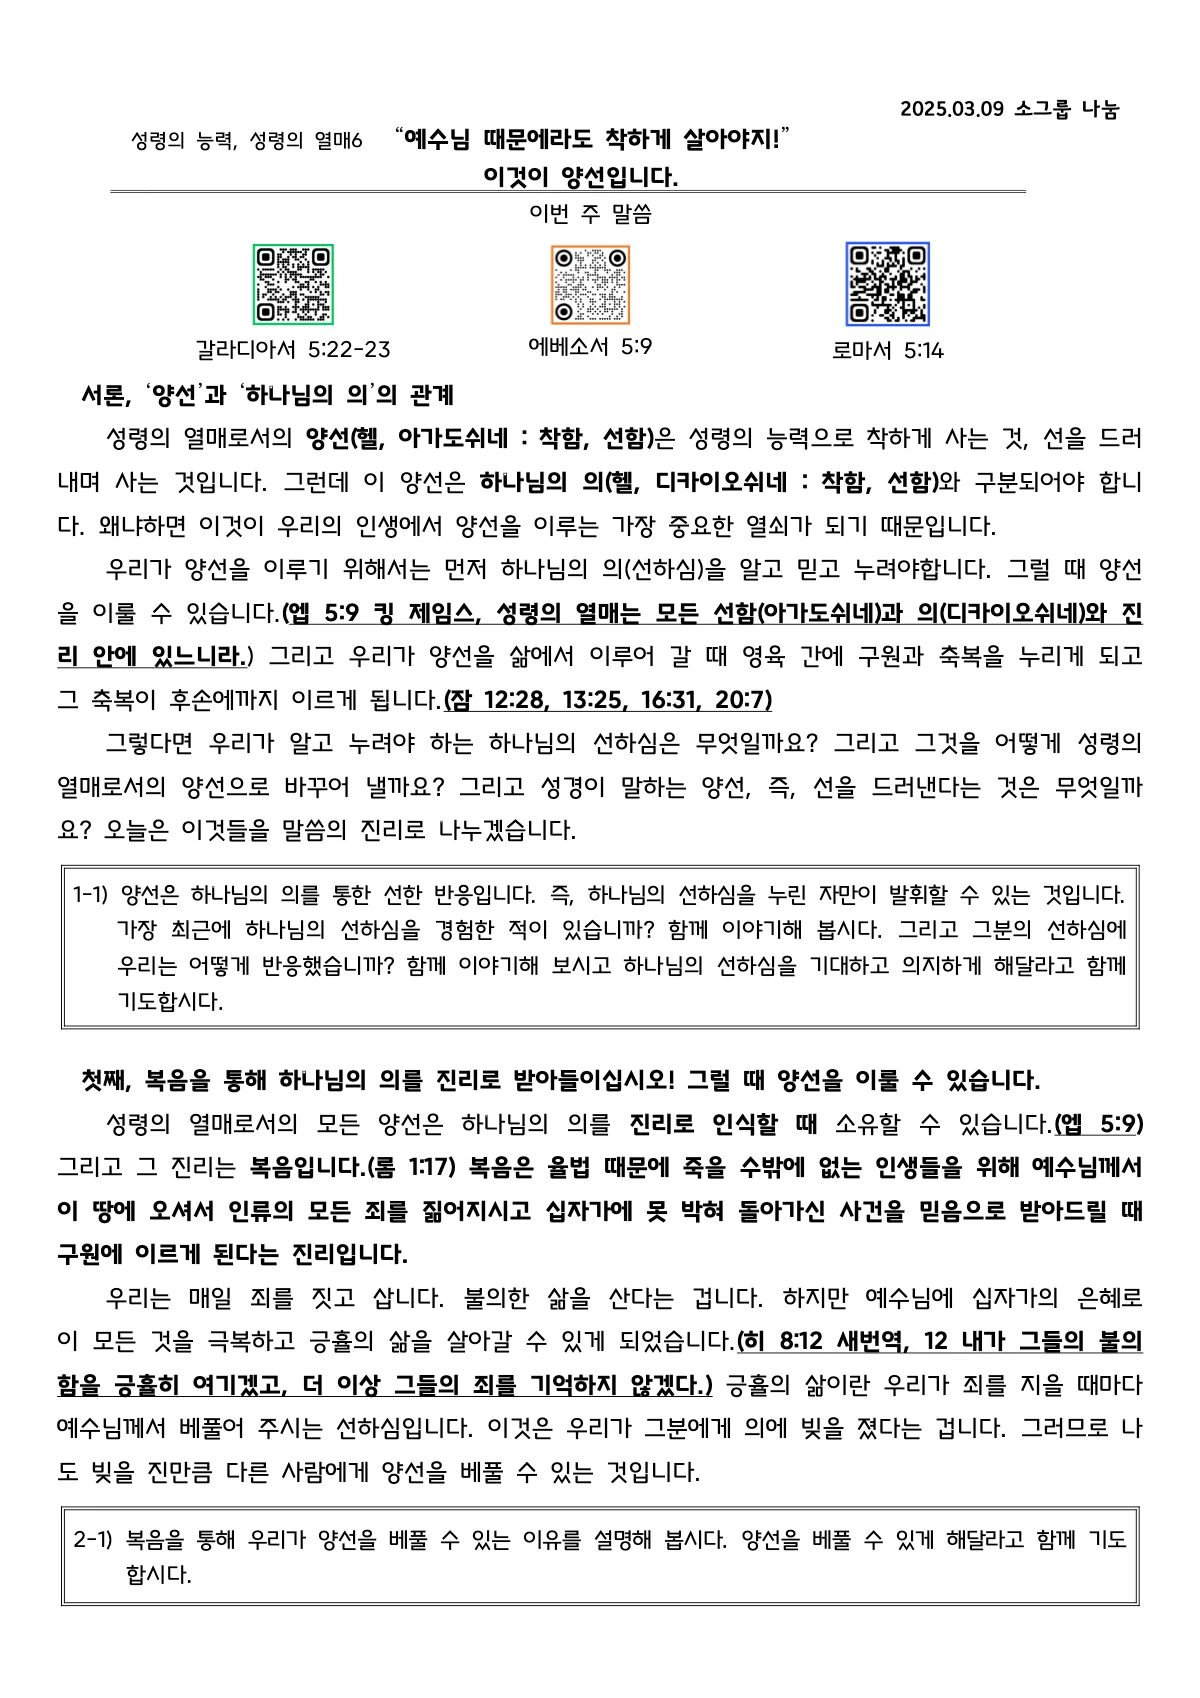 2025.03.09 소그룹 나눔
성령의 능력, 성령의 열매6 “예수님 때문에라도 착하게 살아야지!”
이것이 양선입니다.
이번 주 말씀
갈라디아서 5:22-23 에베소서 5:9 로마서 5:14
서론, ‘양선’과 ‘하나님의 의’의 관계
성령의 열매로서의 양선(헬, 아가도쉬네 : 착함, 선함)은 성령의 능력으로 착하게 사는 것, 선을 드러
내며 사는 것입니다. 그런데 이 양선은 하나님의 의(헬, 디카이오쉬네 : 착함, 선함)와 구분되어야 합니
다. 왜냐하면 이것이 우리의 인생에서 양선을 이루는 가장 중요한 열쇠가 되기 때문입니다.
우리가 양선을 이루기 위해서는 먼저 하나님의 의(선하심)을 알고 믿고 누려야합니다. 그럴 때 양선
을 이룰 수 있습니다.(엡 5:9 킹 제임스, 성령의 열매는 모든 선함(아가도쉬네)과 의(디카이오쉬네)와 진
리 안에 있느니라.) 그리고 우리가 양선을 삶에서 이루어 갈 때 영육 간에 구원과 축복을 누리게 되고
그 축복이 후손에까지 이르게 됩니다.(잠 12:28, 13:25, 16:31, 20:7)
그렇다면 우리가 알고 누려야 하는 하나님의 선하심은 무엇일까요? 그리고 그것을 어떻게 성령의
열매로서의 양선으로 바꾸어 낼까요? 그리고 성경이 말하는 양선, 즉, 선을 드러낸다는 것은 무엇일까
요? 오늘은 이것들을 말씀의 진리로 나누겠습니다.
1-1) 양선은 하나님의 의를 통한 선한 반응입니다. 즉, 하나님의 선하심을 누린 자만이 발휘할 수 있는 것입니다.
가장 최근에 하나님의 선하심을 경험한 적이 있습니까? 함께 이야기해 봅시다. 그리고 그분의 선하심에
우리는 어떻게 반응했습니까? 함께 이야기해 보시고 하나님의 선하심을 기대하고 의지하게 해달라고 함께
기도합시다.
첫째, 복음을 통해 하나님의 의를 진리로 받아들이십시오! 그럴 때 양선을 이룰 수 있습니다.
성령의 열매로서의 모든 양선은 하나님의 의를 진리로 인식할 때 소유할 수 있습니다.(엡 5:9)
그리고 그 진리는 복음입니다.(롬 1:17) 복음은 율법 때문에 죽을 수밖에 없는 인생들을 위해 예수님께서
이 땅에 오셔서 인류의 모든 죄를 짊어지시고 십자가에 못 박혀 돌아가신 사건을 믿음으로 받아드릴 때
구원에 이르게 된다는 진리입니다.
우리는 매일 죄를 짓고 삽니다. 불의한 삶을 산다는 겁니다. 하지만 예수님에 십자가의 은혜로
이 모든 것을 극복하고 긍휼의 삶을 살아갈 수 있게 되었습니다.(히 8:12 새번역, 12 내가 그들의 불의
함을 긍휼히 여기겠고, 더 이상 그들의 죄를 기억하지 않겠다.) 긍휼의 삶이란 우리가 죄를 지을 때마다
예수님께서 베풀어 주시는 선하심입니다. 이것은 우리가 그분에게 의에 빚을 졌다는 겁니다. 그러므로 나
도 빚을 진만큼 다른 사람에게 양선을 베풀 수 있는 것입니다.
2-1) 복음을 통해 우리가 양선을 베풀 수 있는 이유를 설명해 봅시다. 양선을 베풀 수 있게 해달라고 함께 기도
합시다.